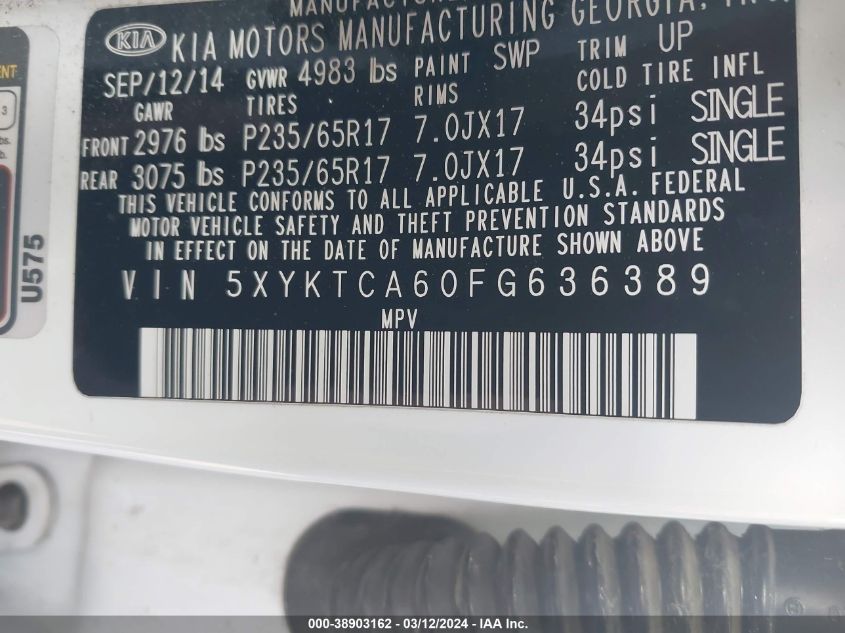 KIA KIA MOTORS MANUFACTURING GEORGIA,
SEP/12/14 GVWR 4983 lbs PAINT SWP TRIM UP
GAWR TIRES RIMS COLD TIRE INFL
FRONT 2976 lbs P235/65R17 7.0JX17 34psi SINGLE
REAR 3075 lbs P235/65R17 7.0JX17 34psi SINGLE
THIS VEHICLE CONFORMS TO ALL APPLICABLE U.S.A. FEDERAL
MOTOR VEHICLE SAFETY AND THEFT PREVENTION STANDARDS
IN EFFECT ON THE DATE OF MANUFACTURE SHOWN ABOVE
VIN 5XYKTCA60FG636389
MPV
U575
000-38903162 - 03/12/2024 - IAA Inc.